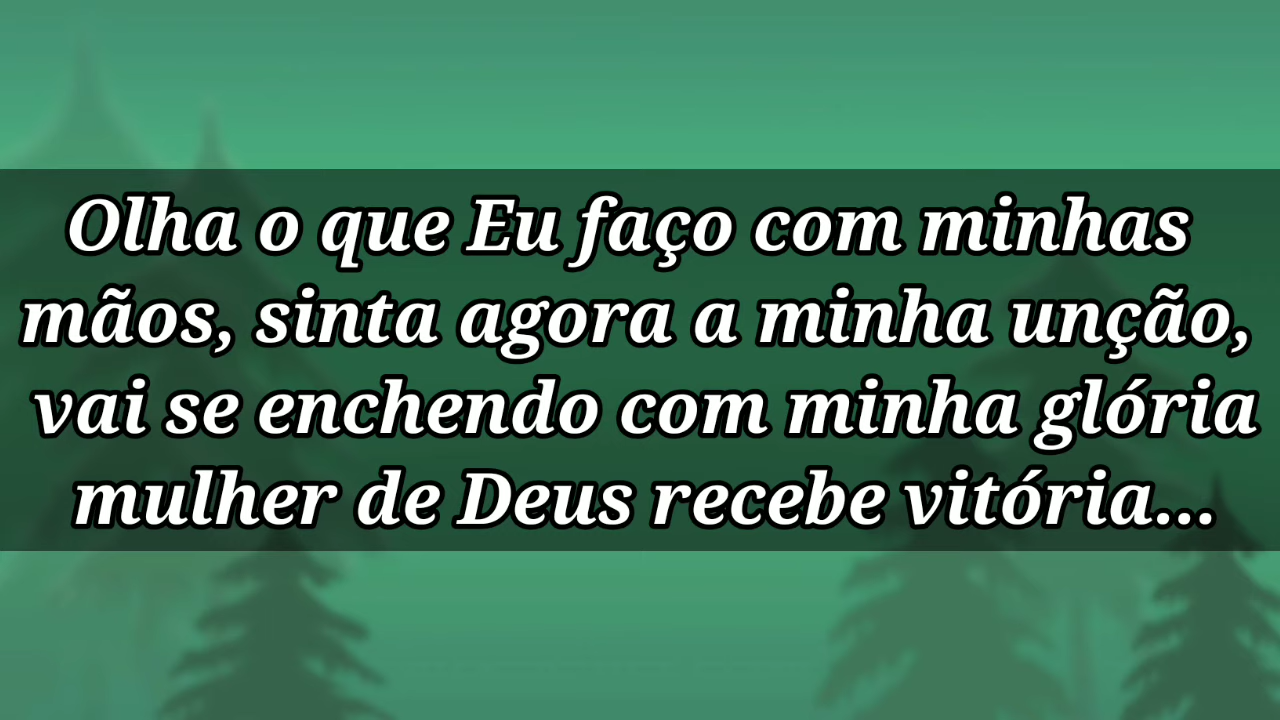 Olha o que Eu faço com minhas
mãos, sinta agora a minha unção,
vai se enchendo com minha glória
mulher de Deus recebe vitória...